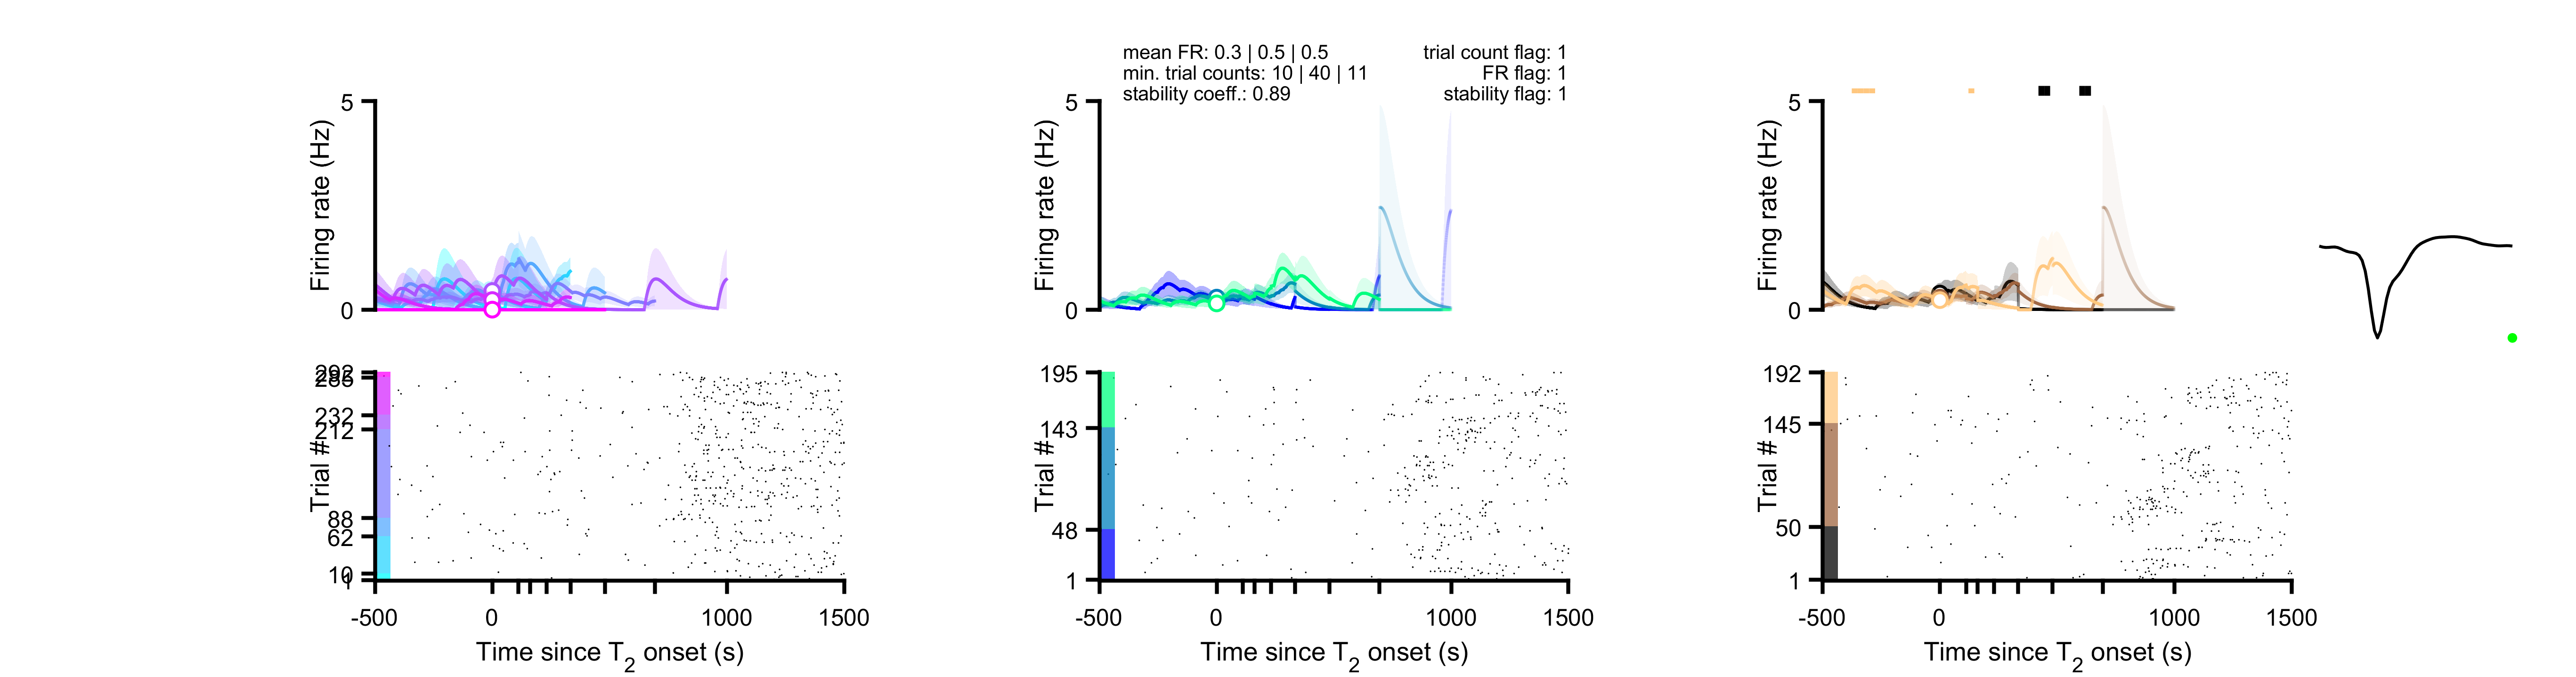 mean FR: 0.3 | 0.5 | 0.5
min. trial counts: 10 | 40 | 11
stability coeff.: 0.89
trial count flag: 1
FR flag: 1
stability flag: 1
5
0
Firing rate (Hz)
5
0
Firing rate (Hz)
5
0
Firing rate (Hz)
292
232
212
88
62
10
1
Trial #
-500
0
1000
1500
Time since T2 onset (s)
195
143
48
1
Trial #
-500
0
1000
1500
Time since T2 onset (s)
192
145
50
1
Trial #
-500
0
1000
1500
Time since T2 onset (s)